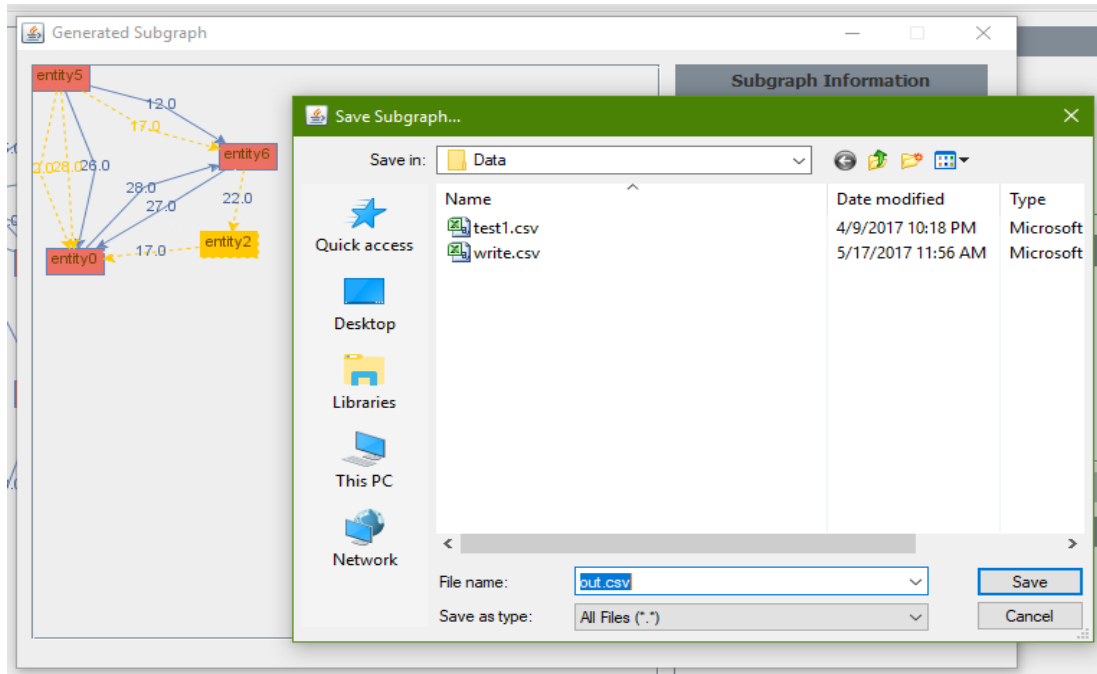 Generated Subgraph
Subgraph Information
entity5
12.0
17.0
entity6
28.0
26.0
28.0
27.0
22.0
entity2
17.0
entity0
Save Subgraph...
Save in:
Data
Name
Date modified
Type
test1.csv
4/9/2017 10:18 PM
Microsoft
write.csv
5/17/2017 11:56 AM
Microsoft
Quick access
Desktop
Libraries
This PC
Network
File name:
out.csv
Save
Save as type:
All Files (*.*)
Cancel